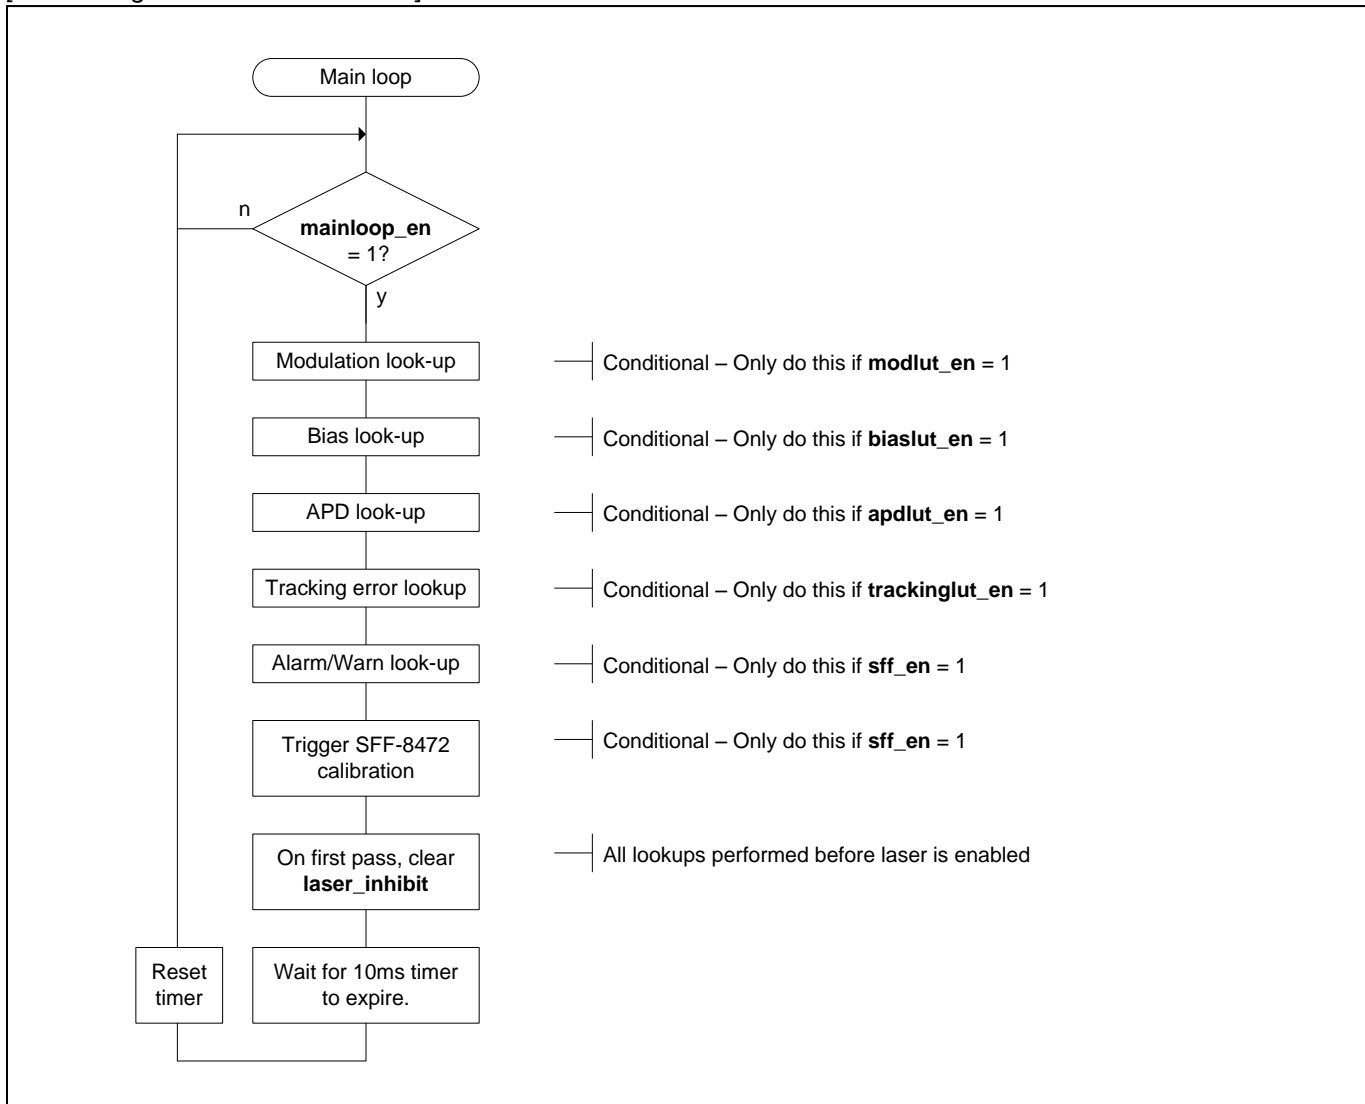 Main loop
n
mainloop_en
= 1?
y
Modulation look-up
Conditional – Only do this if modlut_en = 1
Bias look-up
Conditional – Only do this if biaslut_en = 1
APD look-up
Conditional – Only do this if apdlut_en = 1
Tracking error lookup
Conditional – Only do this if trackinglut_en = 1
Alarm/Warn look-up
Conditional – Only do this if sff_en = 1
Trigger SFF-8472
calibration
Conditional – Only do this if sff_en = 1
On first pass, clear
laser_inhibit
All lookups performed before laser is enabled
Reset
timer
Wait for 10ms timer
to expire.